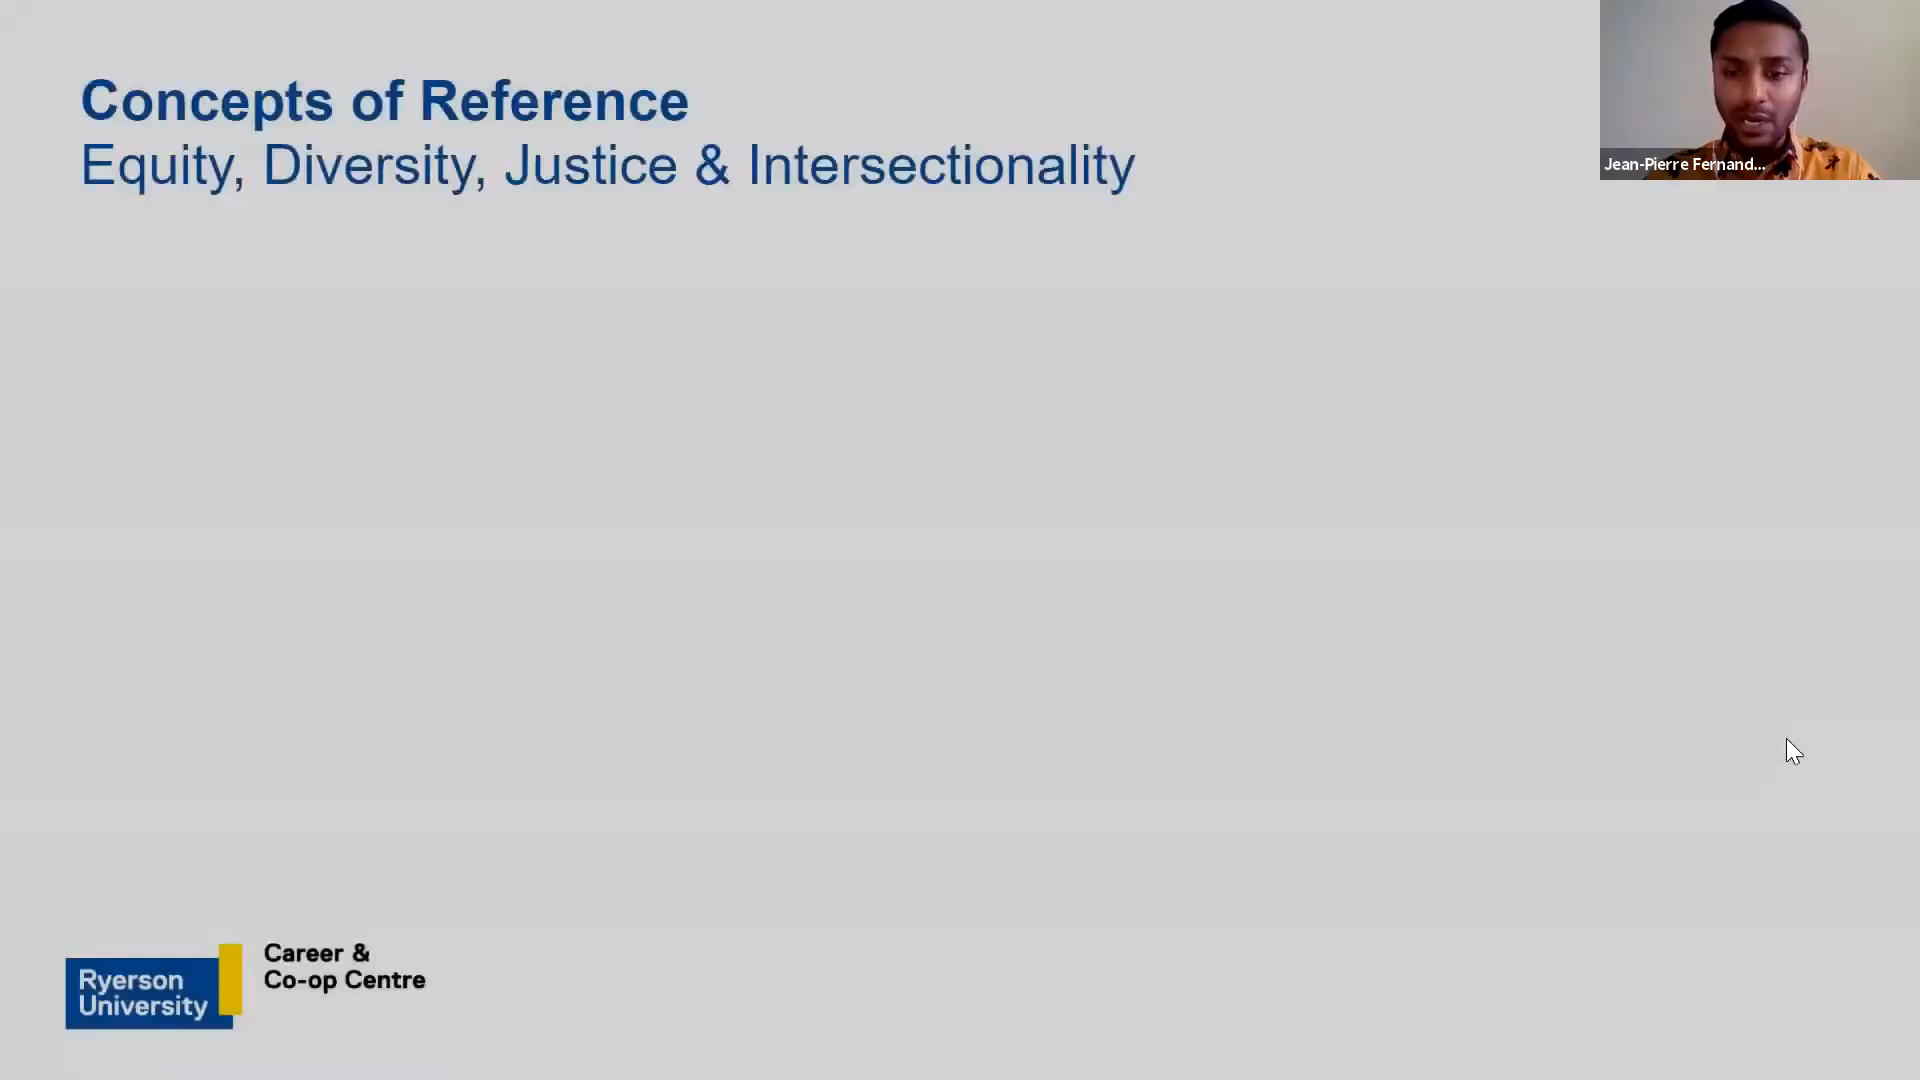 Concepts of Reference
Equity, Diversity, Justice & Intersectionality
Jean-Pierre Fernand...
Ryerson
University
Career &
Co-op Centre